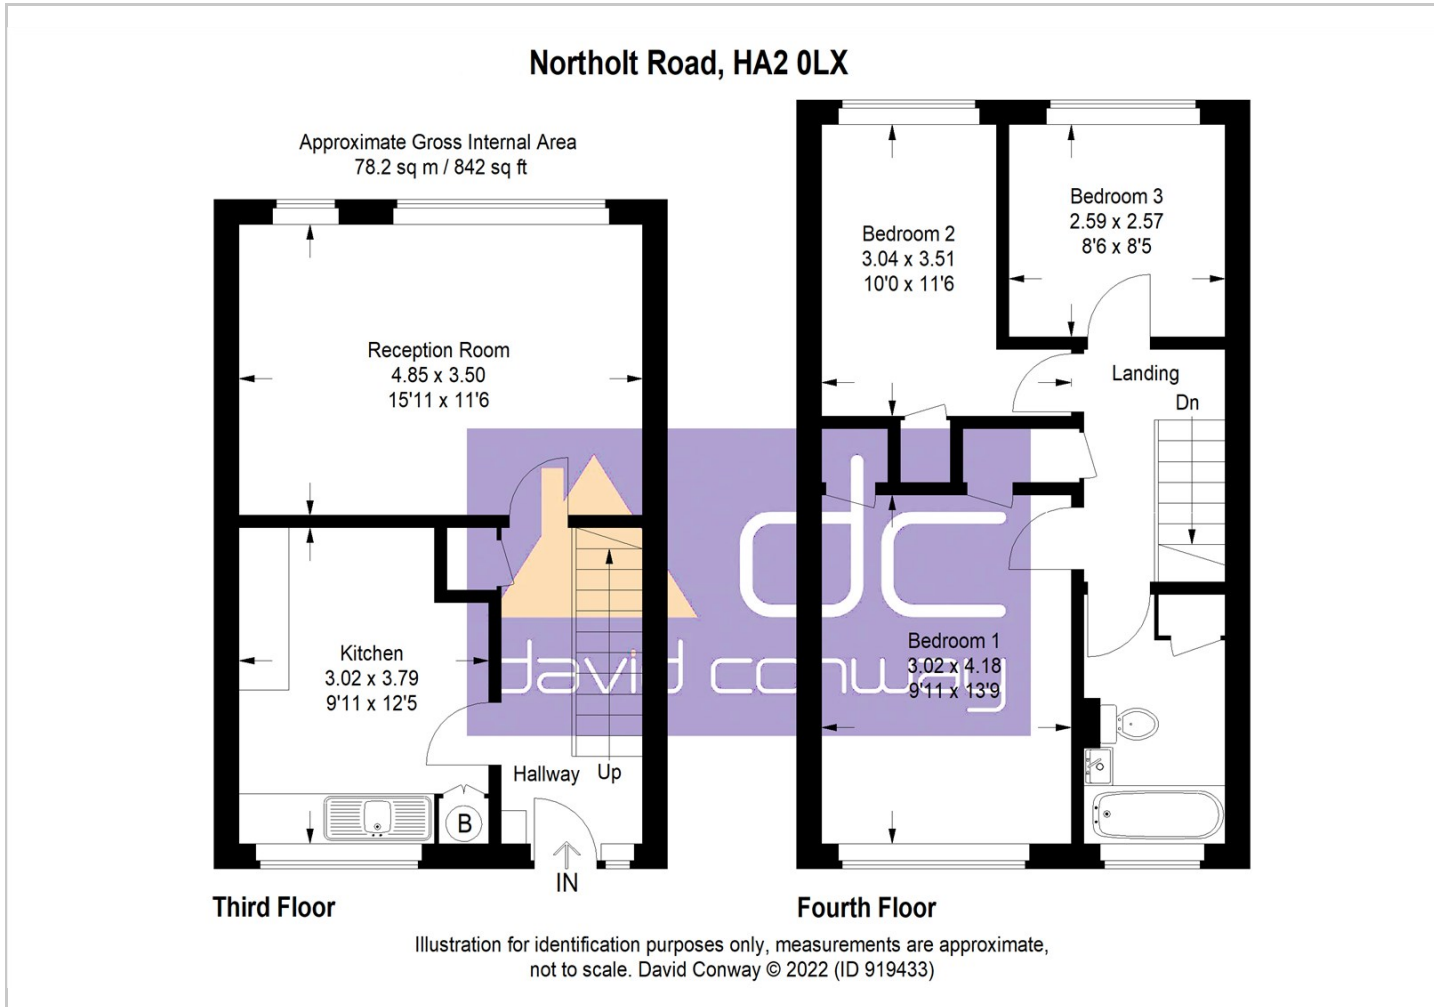 Northolt Road, HA2 0LX
Approximate Gross Internal Area
78.2 sq m / 842 sq ft
Reception Room
4.85 x 3.50
15'11 x 11'6
Kitchen
3.02 x 3.79
9'11 x 12'5
B
Hallway
Up
IN
Third Floor
Bedroom 2
3.04 x 3.51
10'0 x 11'6
Bedroom 3
2.59 x 2.57
8'6 x 8'5
Landing
Dn
Bedroom 1
3.02 x 4.18
9'11 x 13'9
dc
david conway
Fourth Floor
Illustration for identification purposes only, measurements are approximate,
not to scale. David Conway © 2022 (ID 919433)